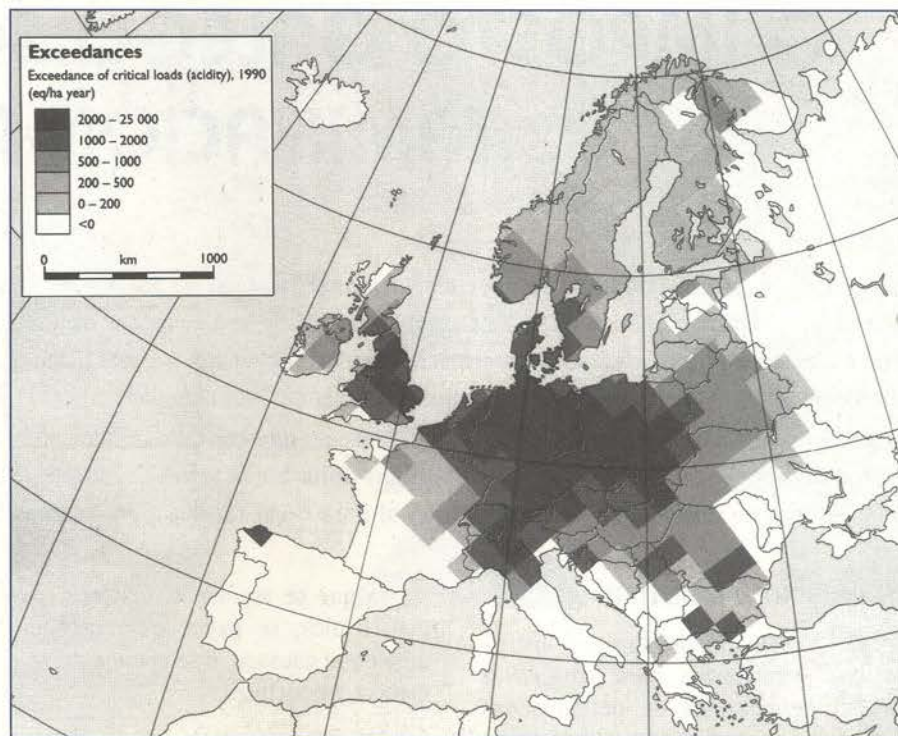 Exceedances
Exceedance of critical loads (acidity), 1990
(eq/ha year)
2000 – 25 000
1000 – 2000
500 – 1000
200 – 500
0 – 200
<0
0 km 1000